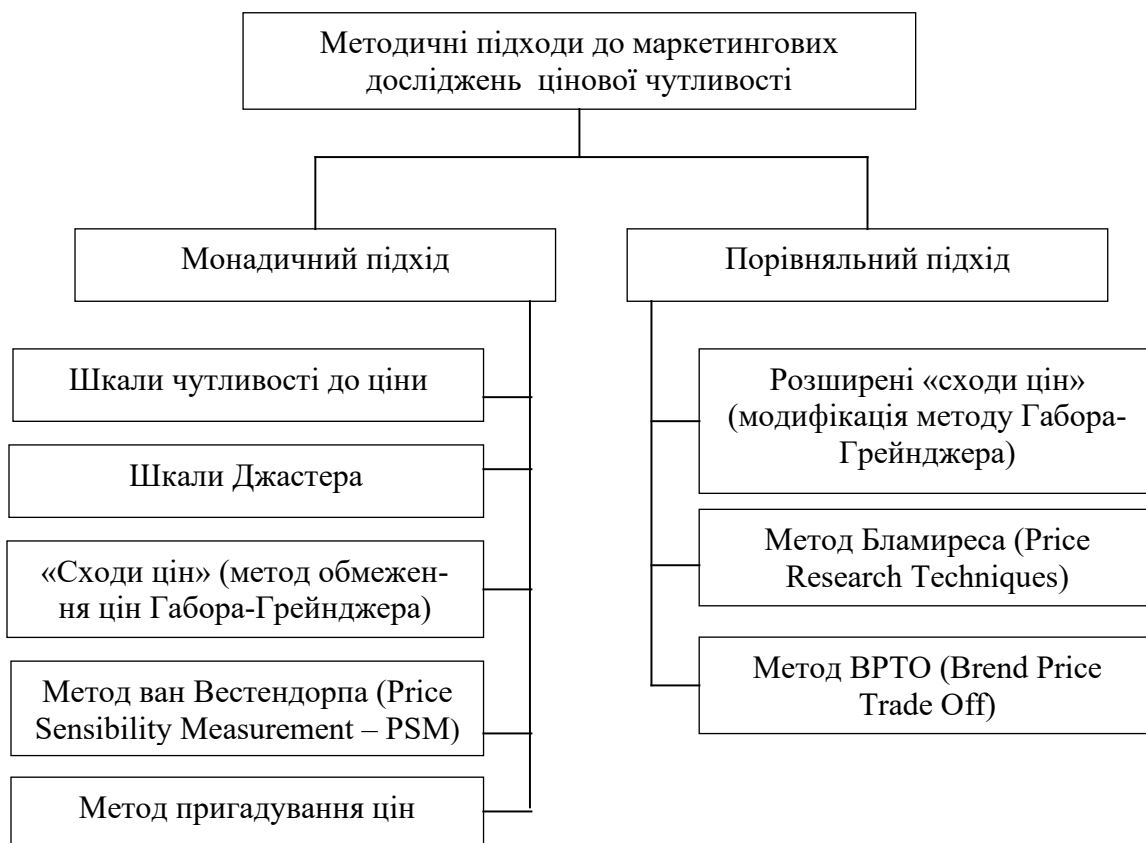 Методичні підходи до маркетингових
досліджень цінової чутливості
Монадичний підхід
Порівняльний підхід
Шкали чутливості до ціни
Шкали Джастера
«Сходи цін» (метод обмежен-
ня цін Габора-Грейнджера)
Метод ван Вестендорпа (Price
Sensibility Measurement – PSM)
Метод пригадування цін
Розширені «сходи цін»
(модифікація методу Габора-
Грейнджера)
Метод Бламиреса (Price
Research Techniques)
Метод BPTO (Brend Price
Trade Off)